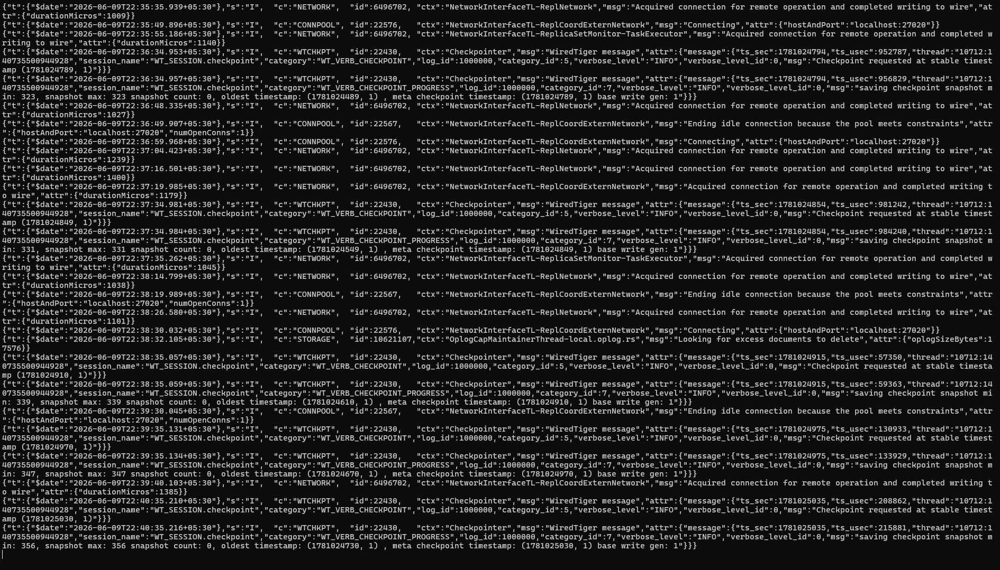 {"t":{"$date":"2026-06-09T22:35:35.939+05:30"},"s":"I",  "c":"NETWORK",  "id":6496702, "ctx":"NetworkInterfaceTL-ReplNetwork","msg":"Acquired connection for remote operation and completed writing to wire","at
tr":{"durationMicros":1009}}
{"t":{"$date":"2026-06-09T22:35:49.896+05:30"},"s":"I",  "c":"CONNPOOL", "id":22576,   "ctx":"NetworkInterfaceTL-ReplCoordExternNetwork","msg":"Connecting","attr":{"hostAndPort":"localhost:27020"}}
{"t":{"$date":"2026-06-09T22:35:55.186+05:30"},"s":"I",  "c":"NETWORK",  "id":6496702, "ctx":"NetworkInterfaceTL-ReplicaSetMonitor-TaskExecutor","msg":"Acquired connection for remote operation and completed w
riting to wire","attr":{"durationMicros":1140}}
{"t":{"$date":"2026-06-09T22:36:34.953+05:30"},"s":"I",  "c":"WTCHKPT",  "id":22430,   "ctx":"Checkpointer","msg":"WiredTiger message","attr":{"message":{"ts_sec":1781024794,"ts_usec":952787,"thread":"10712:1
40735500944928","session_name":"WT_SESSION.checkpoint","category":"WT_VERB_CHECKPOINT","log_id":1000000,"category_id":5,"verbose_level":"INFO","verbose_level_id":0,"msg":"Checkpoint requested at stable timest
amp (1781024789, 1)"}}}
{"t":{"$date":"2026-06-09T22:36:34.957+05:30"},"s":"I",  "c":"WTCHKPT",  "id":22430,   "ctx":"Checkpointer","msg":"WiredTiger message","attr":{"message":{"ts_sec":1781024794,"ts_usec":956829,"thread":"10712:1
40735500944928","session_name":"WT_SESSION.checkpoint","category":"WT_VERB_CHECKPOINT_PROGRESS","log_id":1000000,"category_id":7,"verbose_level":"INFO","verbose_level_id":0,"msg":"saving checkpoint snapshot m
in: 323, snapshot max: 323 snapshot count: 0, oldest timestamp: (1781024489, 1) , meta checkpoint timestamp: (1781024789, 1) base write gen: 1"}}}
{"t":{"$date":"2026-06-09T22:36:48.335+05:30"},"s":"I",  "c":"NETWORK",  "id":6496702, "ctx":"NetworkInterfaceTL-ReplNetwork","msg":"Acquired connection for remote operation and completed writing to wire","at
tr":{"durationMicros":1027}}
{"t":{"$date":"2026-06-09T22:36:49.907+05:30"},"s":"I",  "c":"CONNPOOL", "id":22567,   "ctx":"NetworkInterfaceTL-ReplCoordExternNetwork","msg":"Ending idle connection because the pool meets constraints","attr
":{"hostAndPort":"localhost:27020","numOpenConns":1}}
{"t":{"$date":"2026-06-09T22:36:59.968+05:30"},"s":"I",  "c":"CONNPOOL", "id":22576,   "ctx":"NetworkInterfaceTL-ReplCoordExternNetwork","msg":"Connecting","attr":{"hostAndPort":"localhost:27020"}}
{"t":{"$date":"2026-06-09T22:37:04.423+05:30"},"s":"I",  "c":"NETWORK",  "id":6496702, "ctx":"NetworkInterfaceTL-ReplNetwork","msg":"Acquired connection for remote operation and completed writing to wire","at
tr":{"durationMicros":1239}}
{"t":{"$date":"2026-06-09T22:37:16.501+05:30"},"s":"I",  "c":"NETWORK",  "id":6496702, "ctx":"NetworkInterfaceTL-ReplNetwork","msg":"Acquired connection for remote operation and completed writing to wire","at
tr":{"durationMicros":1400}}
{"t":{"$date":"2026-06-09T22:37:19.985+05:30"},"s":"I",  "c":"NETWORK",  "id":6496702, "ctx":"NetworkInterfaceTL-ReplCoordExternNetwork","msg":"Acquired connection for remote operation and completed writing t
o wire","attr":{"durationMicros":1179}}
{"t":{"$date":"2026-06-09T22:37:34.981+05:30"},"s":"I",  "c":"WTCHKPT",  "id":22430,   "ctx":"Checkpointer","msg":"WiredTiger message","attr":{"message":{"ts_sec":1781024854,"ts_usec":981242,"thread":"10712:1
40735500944928","session_name":"WT_SESSION.checkpoint","category":"WT_VERB_CHECKPOINT","log_id":1000000,"category_id":5,"verbose_level":"INFO","verbose_level_id":0,"msg":"Checkpoint requested at stable timest
amp (1781024849, 1)"}}}
{"t":{"$date":"2026-06-09T22:37:34.984+05:30"},"s":"I",  "c":"WTCHKPT",  "id":22430,   "ctx":"Checkpointer","msg":"WiredTiger message","attr":{"message":{"ts_sec":1781024854,"ts_usec":984240,"thread":"10712:1
40735500944928","session_name":"WT_SESSION.checkpoint","category":"WT_VERB_CHECKPOINT_PROGRESS","log_id":1000000,"category_id":7,"verbose_level":"INFO","verbose_level_id":0,"msg":"saving checkpoint snapshot m
in: 331, snapshot max: 331 snapshot count: 0, oldest timestamp: (1781024549, 1) , meta checkpoint timestamp: (1781024849, 1) base write gen: 1"}}}
{"t":{"$date":"2026-06-09T22:37:35.262+05:30"},"s":"I",  "c":"NETWORK",  "id":6496702, "ctx":"NetworkInterfaceTL-ReplicaSetMonitor-TaskExecutor","msg":"Acquired connection for remote operation and completed w
riting to wire","attr":{"durationMicros":1045}}
{"t":{"$date":"2026-06-09T22:38:14.799+05:30"},"s":"I",  "c":"NETWORK",  "id":6496702, "ctx":"NetworkInterfaceTL-ReplNetwork","msg":"Acquired connection for remote operation and completed writing to wire","at
tr":{"durationMicros":1038}}
{"t":{"$date":"2026-06-09T22:38:19.989+05:30"},"s":"I",  "c":"CONNPOOL", "id":22567,   "ctx":"NetworkInterfaceTL-ReplCoordExternNetwork","msg":"Ending idle connection because the pool meets constraints","attr
":{"hostAndPort":"localhost:27020","numOpenConns":1}}
{"t":{"$date":"2026-06-09T22:38:26.580+05:30"},"s":"I",  "c":"NETWORK",  "id":6496702, "ctx":"NetworkInterfaceTL-ReplNetwork","msg":"Acquired connection for remote operation and completed writing to wire","at
tr":{"durationMicros":1101}}
{"t":{"$date":"2026-06-09T22:38:30.032+05:30"},"s":"I",  "c":"CONNPOOL", "id":22576,   "ctx":"NetworkInterfaceTL-ReplCoordExternNetwork","msg":"Connecting","attr":{"hostAndPort":"localhost:27020"}}
{"t":{"$date":"2026-06-09T22:38:32.105+05:30"},"s":"I",  "c":"STORAGE",  "id":10621107,"ctx":"OplogCapMaintainerThread-local.oplog.rs","msg":"Looking for excess documents to delete","attr":{"oplogSizeBytes":1
7576}}
{"t":{"$date":"2026-06-09T22:38:35.057+05:30"},"s":"I",  "c":"WTCHKPT",  "id":22430,   "ctx":"Checkpointer","msg":"WiredTiger message","attr":{"message":{"ts_sec":1781024915,"ts_usec":57350,"thread":"10712:14
0735500944928","session_name":"WT_SESSION.checkpoint","category":"WT_VERB_CHECKPOINT","log_id":1000000,"category_id":5,"verbose_level":"INFO","verbose_level_id":0,"msg":"Checkpoint requested at stable timesta
mp (1781024910, 1)"}}}
{"t":{"$date":"2026-06-09T22:38:35.059+05:30"},"s":"I",  "c":"WTCHKPT",  "id":22430,   "ctx":"Checkpointer","msg":"WiredTiger message","attr":{"message":{"ts_sec":1781024915,"ts_usec":59363,"thread":"10712:14
0735500944928","session_name":"WT_SESSION.checkpoint","category":"WT_VERB_CHECKPOINT_PROGRESS","log_id":1000000,"category_id":7,"verbose_level":"INFO","verbose_level_id":0,"msg":"saving checkpoint snapshot mi
n: 339, snapshot max: 339 snapshot count: 0, oldest timestamp: (1781024610, 1) , meta checkpoint timestamp: (1781024910, 1) base write gen: 1"}}}
{"t":{"$date":"2026-06-09T22:39:30.045+05:30"},"s":"I",  "c":"CONNPOOL", "id":22567,   "ctx":"NetworkInterfaceTL-ReplCoordExternNetwork","msg":"Ending idle connection because the pool meets constraints","attr
":{"hostAndPort":"localhost:27020","numOpenConns":1}}
{"t":{"$date":"2026-06-09T22:39:35.131+05:30"},"s":"I",  "c":"WTCHKPT",  "id":22430,   "ctx":"Checkpointer","msg":"WiredTiger message","attr":{"message":{"ts_sec":1781024975,"ts_usec":130933,"thread":"10712:1
40735500944928","session_name":"WT_SESSION.checkpoint","category":"WT_VERB_CHECKPOINT","log_id":1000000,"category_id":5,"verbose_level":"INFO","verbose_level_id":0,"msg":"Checkpoint requested at stable timest
amp (1781024970, 1)"}}}
{"t":{"$date":"2026-06-09T22:39:35.134+05:30"},"s":"I",  "c":"WTCHKPT",  "id":22430,   "ctx":"Checkpointer","msg":"WiredTiger message","attr":{"message":{"ts_sec":1781024975,"ts_usec":133929,"thread":"10712:1
40735500944928","session_name":"WT_SESSION.checkpoint","category":"WT_VERB_CHECKPOINT_PROGRESS","log_id":1000000,"category_id":7,"verbose_level":"INFO","verbose_level_id":0,"msg":"saving checkpoint snapshot m
in: 347, snapshot max: 347 snapshot count: 0, oldest timestamp: (1781024670, 1) , meta checkpoint timestamp: (1781024970, 1) base write gen: 1"}}}
{"t":{"$date":"2026-06-09T22:39:40.103+05:30"},"s":"I",  "c":"NETWORK",  "id":6496702, "ctx":"NetworkInterfaceTL-ReplCoordExternNetwork","msg":"Acquired connection for remote operation and completed writing t
o wire","attr":{"durationMicros":1385}}
{"t":{"$date":"2026-06-09T22:40:35.210+05:30"},"s":"I",  "c":"WTCHKPT",  "id":22430,   "ctx":"Checkpointer","msg":"WiredTiger message","attr":{"message":{"ts_sec":1781025035,"ts_usec":208862,"thread":"10712:1
40735500944928","session_name":"WT_SESSION.checkpoint","category":"WT_VERB_CHECKPOINT","log_id":1000000,"category_id":5,"verbose_level":"INFO","verbose_level_id":0,"msg":"Checkpoint requested at stable timest
amp (1781025030, 1)"}}}
{"t":{"$date":"2026-06-09T22:40:35.216+05:30"},"s":"I",  "c":"WTCHKPT",  "id":22430,   "ctx":"Checkpointer","msg":"WiredTiger message","attr":{"message":{"ts_sec":1781025035,"ts_usec":215881,"thread":"10712:1
40735500944928","session_name":"WT_SESSION.checkpoint","category":"WT_VERB_CHECKPOINT_PROGRESS","log_id":1000000,"category_id":7,"verbose_level":"INFO","verbose_level_id":0,"msg":"saving checkpoint snapshot m
in: 356, snapshot max: 356 snapshot count: 0, oldest timestamp: (1781024730, 1) , meta checkpoint timestamp: (1781025030, 1) base write gen: 1"}}}